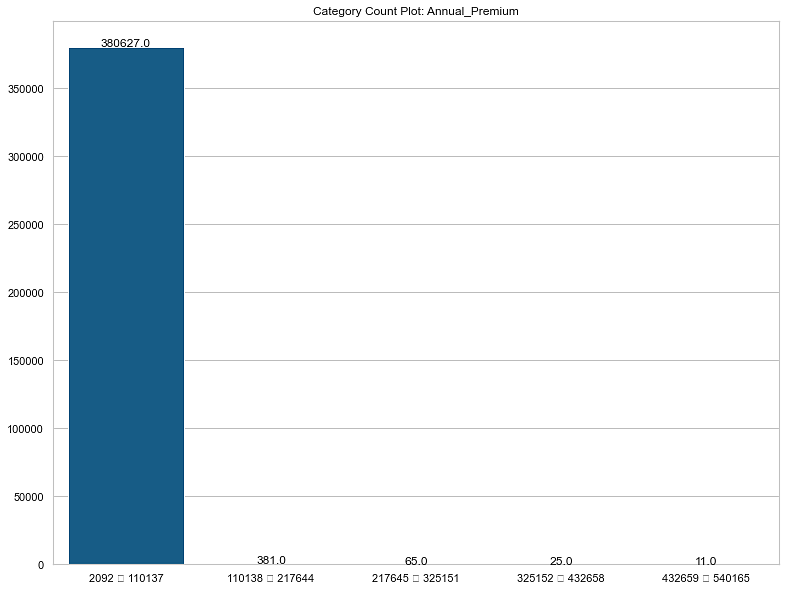 Category Count Plot: Annual_Premium
380627.0
350000
300000
250000
200000
150000
100000
50000
0
381.0
65.0
25.0
11.0
2092 ▯ 110137
110138 ▯ 217644
217645 ▯ 325151
325152 ▯ 432658
432659 ▯ 540165